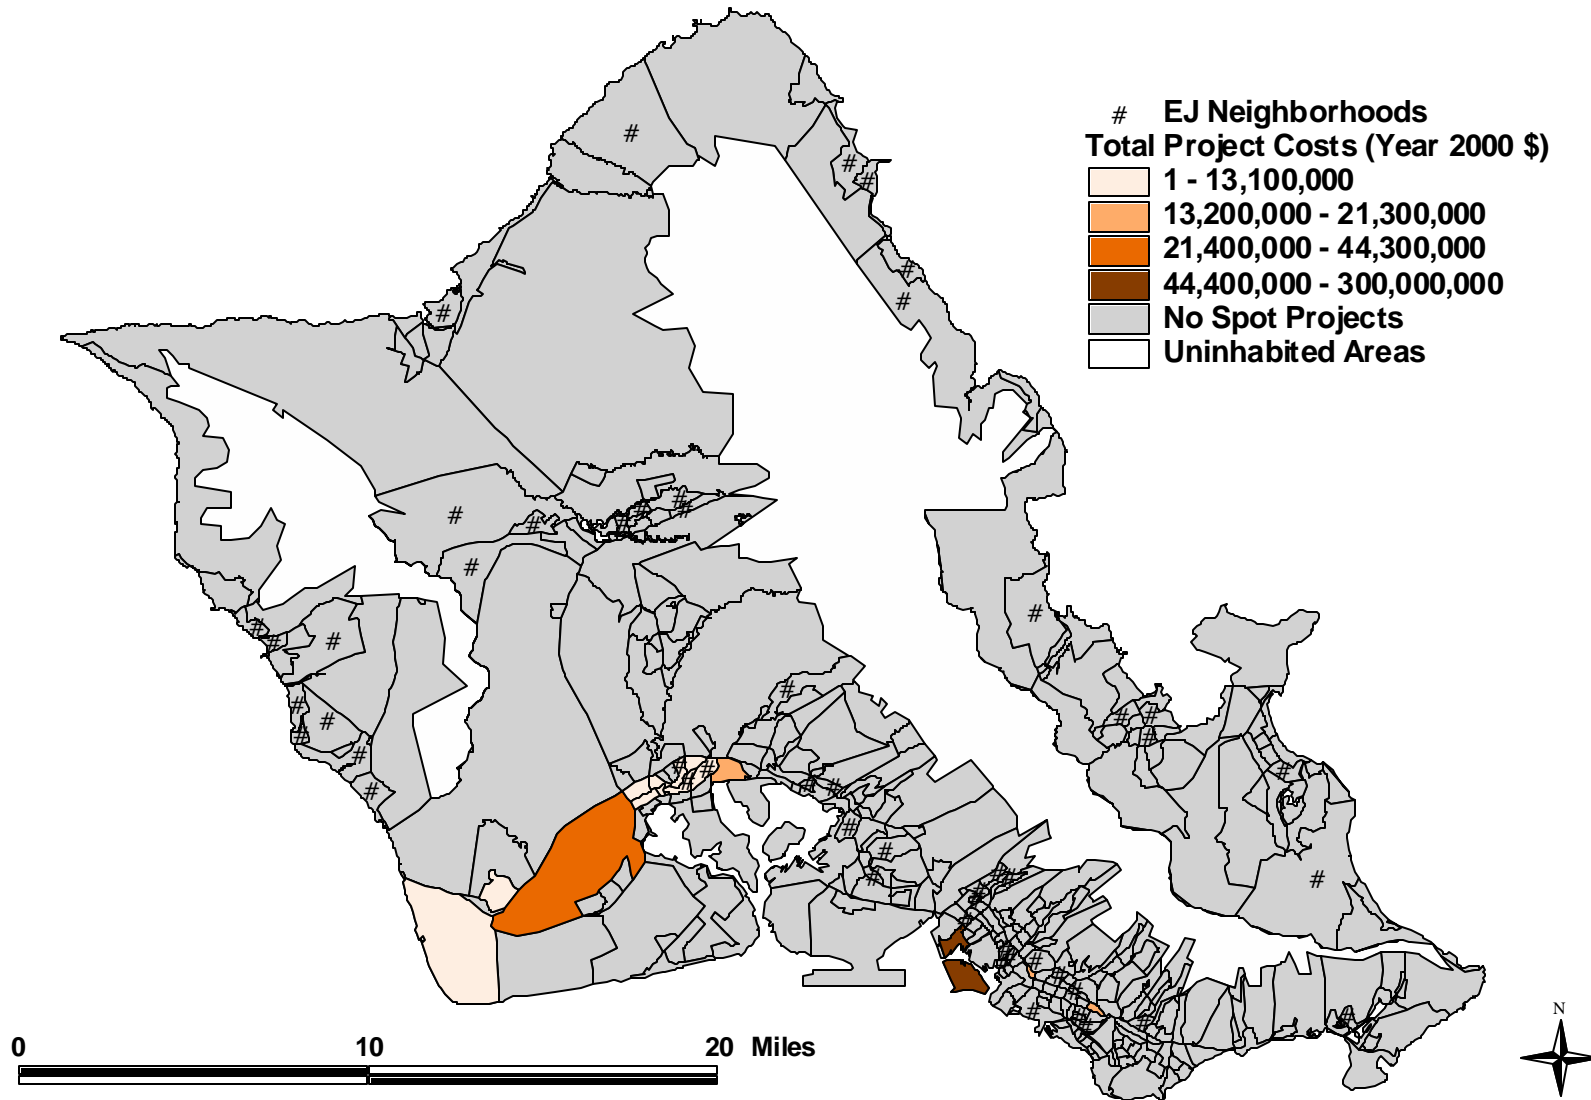 # EJ Neighborhoods
Total Project Costs (Year 2000 $)
1 - 13,100,000
13,200,000 - 21,300,000
21,400,000 - 44,300,000
44,400,000 - 300,000,000
No Spot Projects
Uninhabited Areas
0 10 20 Miles
N